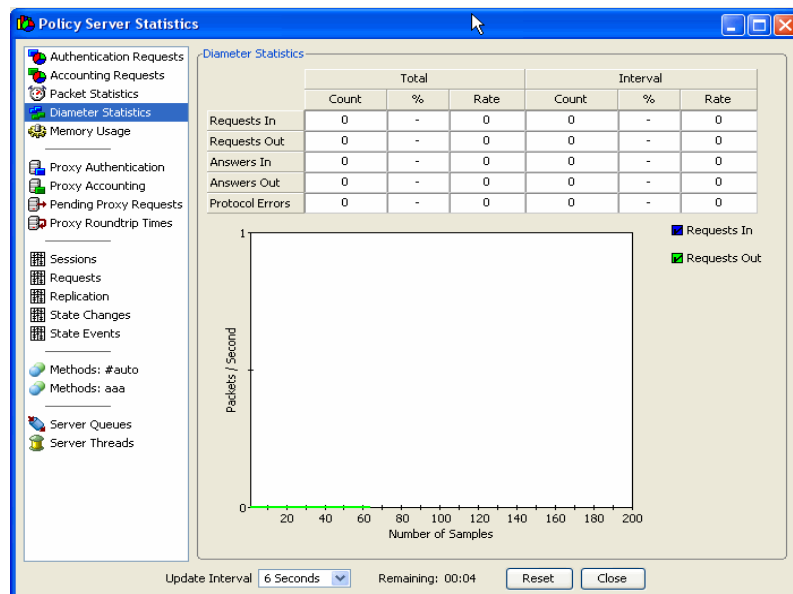 Policy Server Statistics
Authentication Requests
Accounting Requests
Packet Statistics
Diameter Statistics
Memory Usage
Proxy Authentication
Proxy Accounting
Pending Proxy Requests
Proxy Roundtrip Times
Sessions
Requests
Replication
State Changes
State Events
Methods: #auto
Methods: aaa
Server Queues
Server Threads
Diameter Statistics
Total Interval
Count % Rate Count % Rate
Requests In 0 - 0 0 - 0
Requests Out 0 - 0 0 - 0
Answers In 0 - 0 0 - 0
Answers Out 0 - 0 0 - 0
Protocol Errors 0 - 0 0 - 0
Requests In
Requests Out
1
Packets / Second
0
20 40 60 80 100 120 140 160 180 200
Number of Samples
Update Interval 6 Seconds Remaining: 00:04 Reset Close